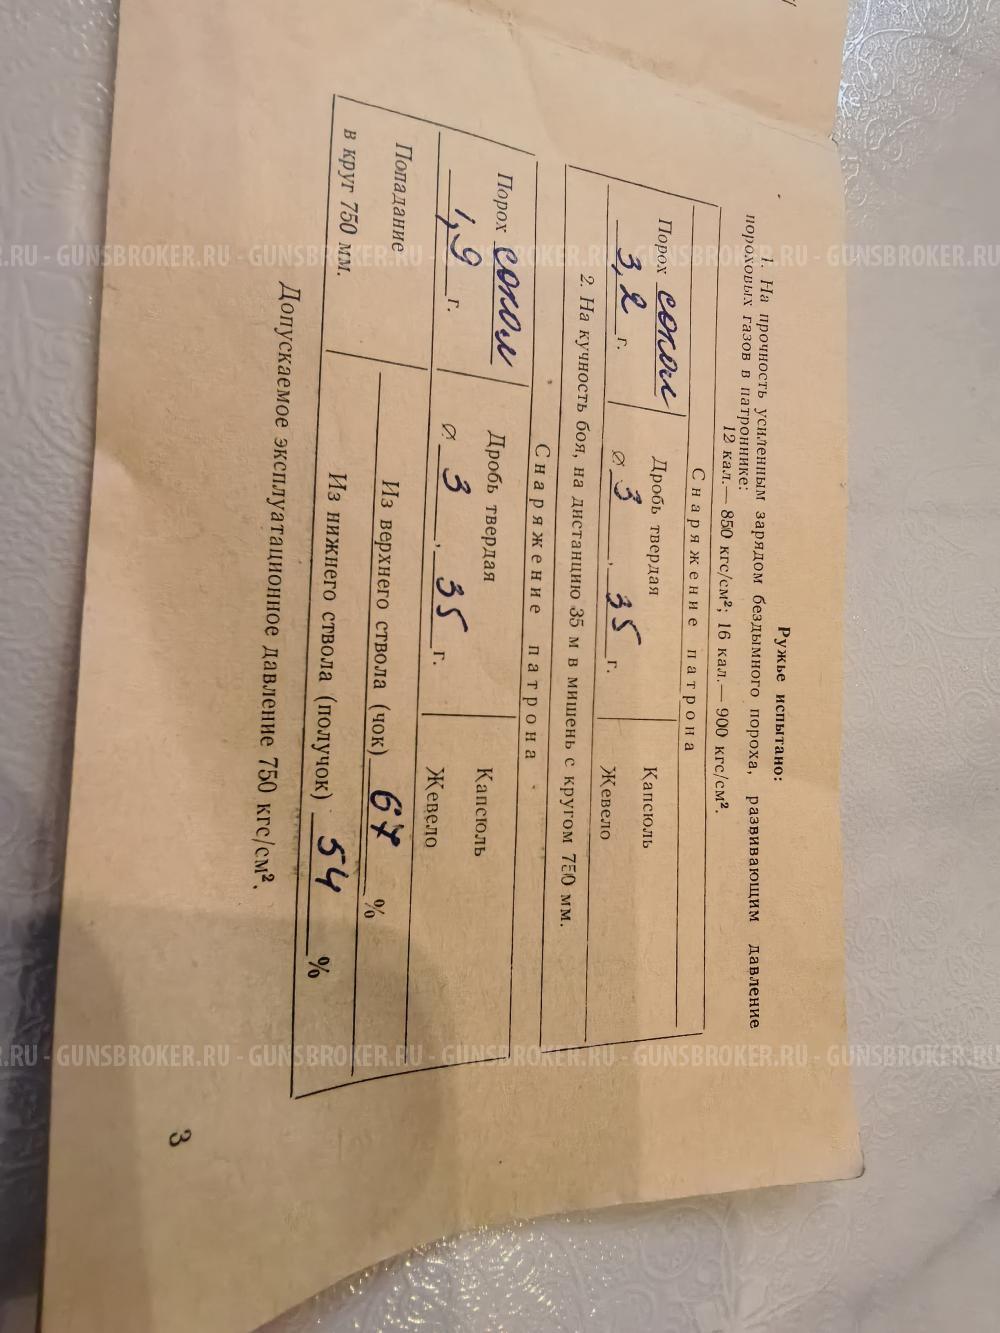 Ружье испытано:
1. На прочность усиленным зарядом бездымного пороха, развивающим давление
пороховых газов в патроннике:
12 кал.— 850 кгс/см²; 16 кал.— 900 кгс/см².
Снаряжение патрона
Порох сокол Дробь твердая Капсюль
3,2 г. ∅ 3, 35 г. Жевело
2. На кучность боя, на дистанцию 35 м в мишень с кругом 750 мм.
Снаряжение патрона
Порох сокол Дробь твердая Капсюль
1,9 г. ∅ 3, 35 г. Жевело
Попадание Из верхнего ствола (чок) 67 %
в круг 750 мм. Из нижнего ствола (получок) 54 %
Допускаемое эксплуатационное давление 750 кгс/см².
3
.RU - GUNSBROKER.RU - GUNSBROKER.RU - GUNSBROKER.RU - GUNSBROKER.RU - GUNSBROKER
.RU - GUNSBROKER.RU - GUNSBROKER.RU - GUNSBROKER.RU - GUNSBROKER.RU - GUNSBROKER